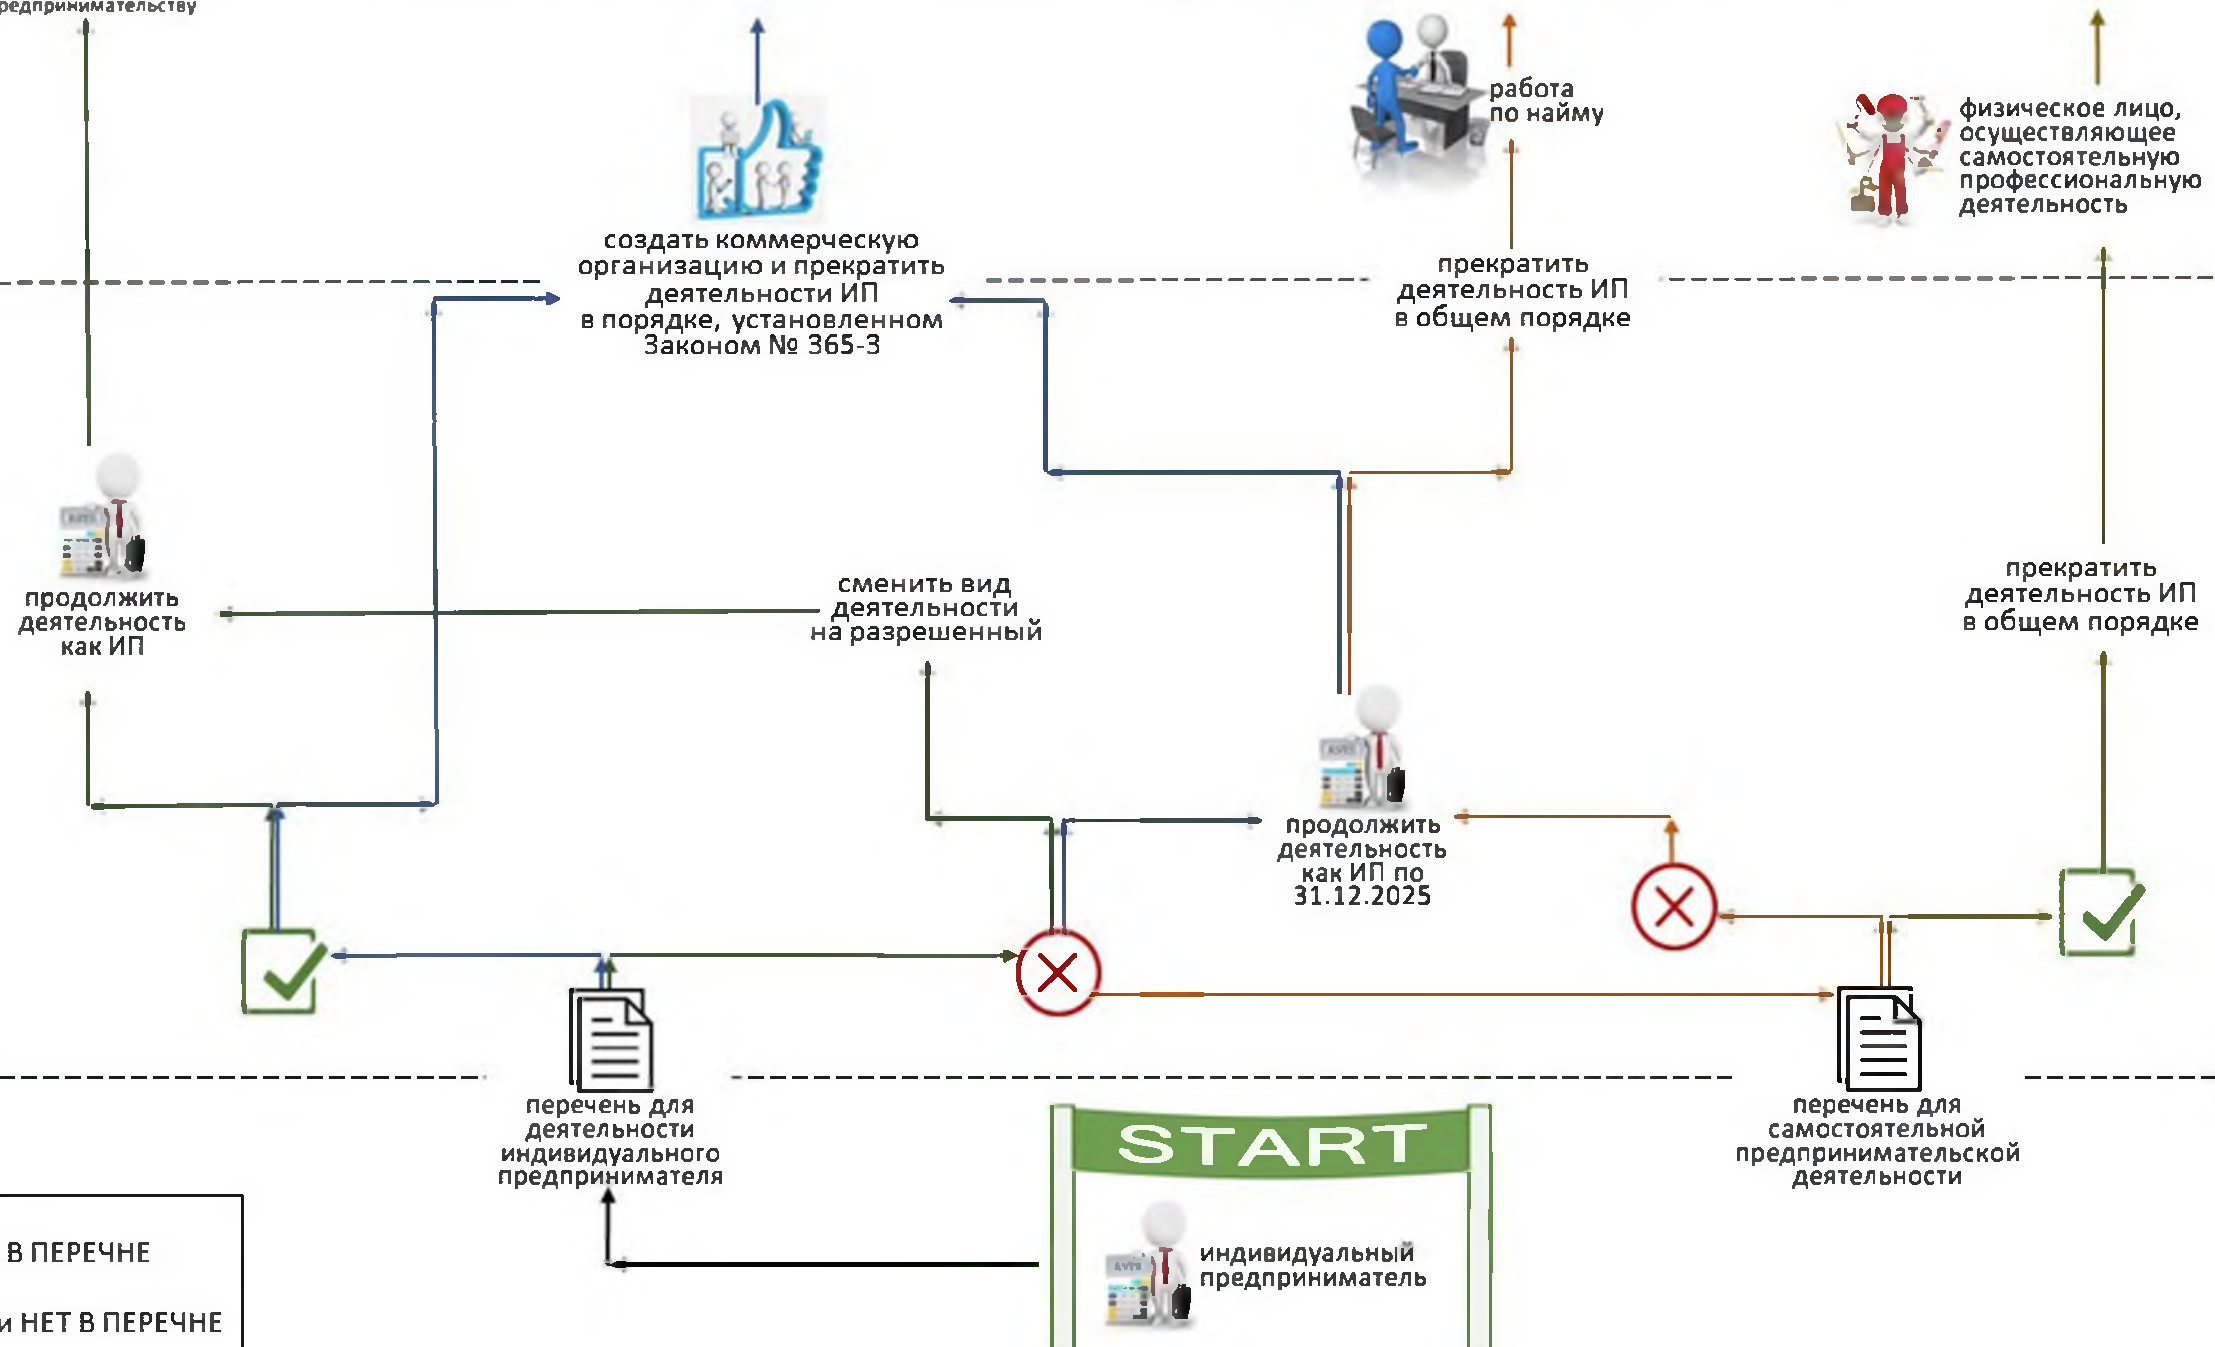 работа
по найму
физическое лицо,
осуществляющее
самостоятельную
профессиональную
деятельность
создать коммерческую
организацию и прекратить
деятельности ИП
в порядке, установленном
Законом № 365-З
прекратить
деятельность ИП
в общем порядке
продолжить
деятельность
как ИП
сменить вид
деятельности
на разрешенный
прекратить
деятельность ИП
в общем порядке
продолжить
деятельность
как ИП по
31.12.2025
перечень для
деятельности
индивидуального
предпринимателя
перечень для
самостоятельной
предпринимательской
деятельности
START
индивидуальный
предприниматель
В ПЕРЕЧНЕ
и НЕТ В ПЕРЕЧНЕ